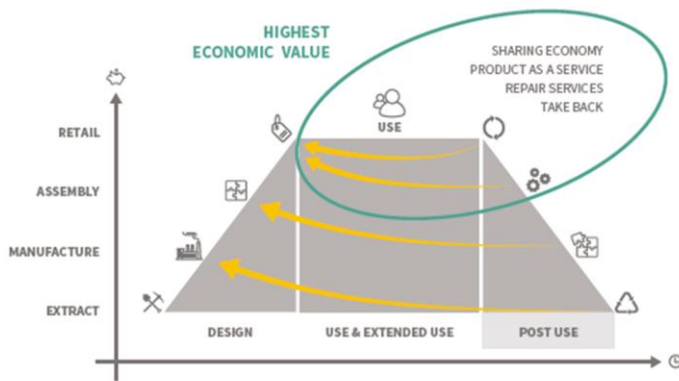 HIGHEST
ECONOMIC VALUE
SHARING ECONOMY
PRODUCT AS A SERVICE
REPAIR SERVICES
TAKE BACK
USE
RETAIL
ASSEMBLY
MANUFACTURE
EXTRACT
DESIGN
USE & EXTENDED USE
POST USE